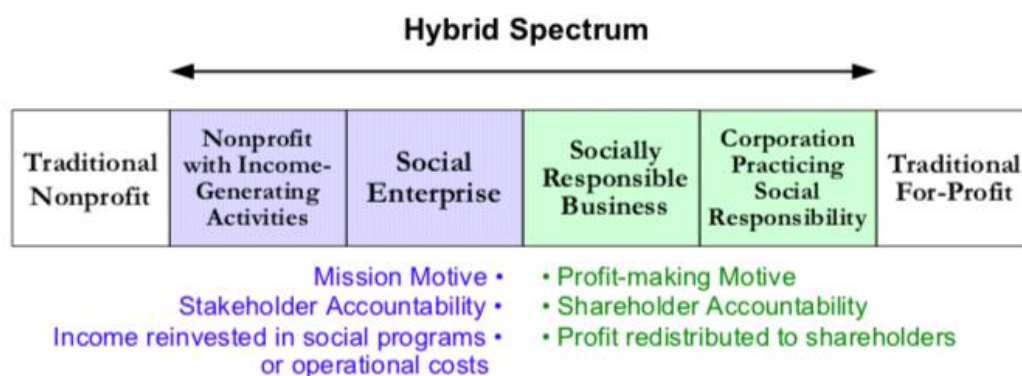 Hybrid Spectrum
Traditional
Nonprofit
Nonprofit
with Income-
Generating
Activities
Social
Enterprise
Socially
Responsible
Business
Corporation
Practicing
Social
Responsibility
Traditional
For-Profit
Mission Motive •
Stakeholder Accountability •
Income reinvested in social programs •
or operational costs
• Profit-making Motive
• Shareholder Accountability
• Profit redistributed to shareholders